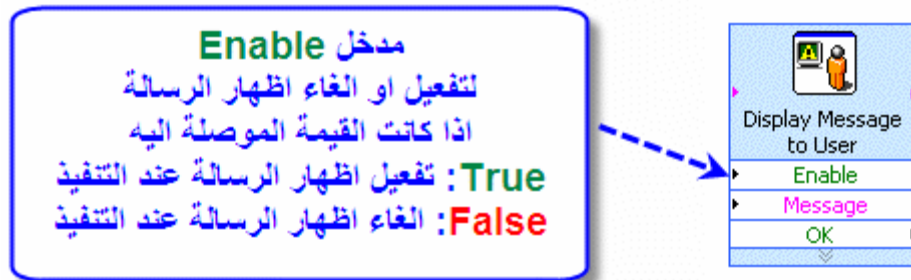 مدخل Enable
لتفعيل او الغاء اظهار الرسالة
اذا كانت القيمة الموصلة اليه
True: تفعيل اظهار الرسالة عند التنفيذ
False: الغاء اظهار الرسالة عند التنفيذ
Display Message
to User
Enable
Message
OK